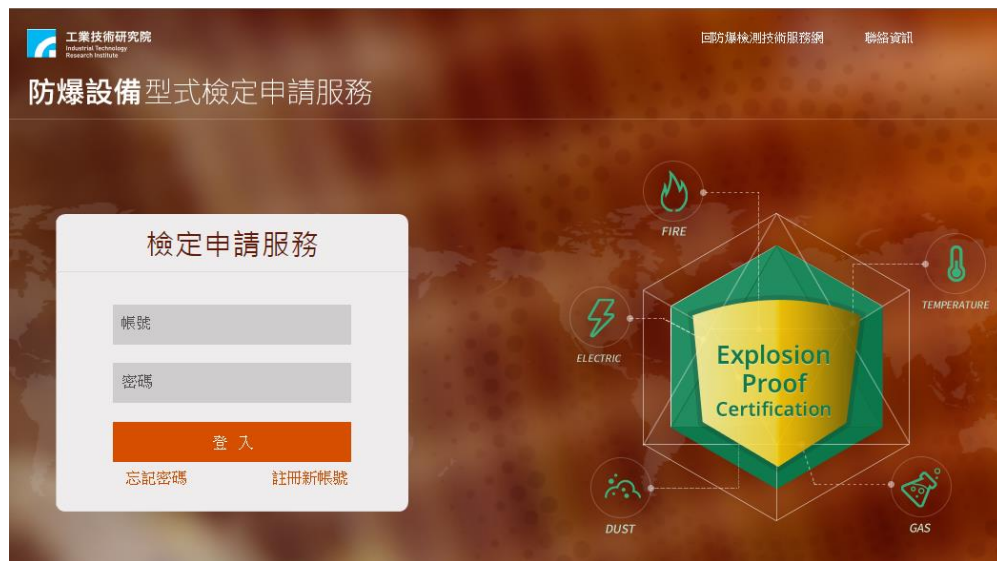 工業技術研究院
Industrial Technology
Research Institute
回防爆檢測技術服務網
聯絡資訊
防爆設備型式檢定申請服務
檢定申請服務
帳號
密碼
登 入
忘記密碼
註冊新帳號
FIRE
TEMPERATURE
ELECTRIC
Explosion
Proof
Certification
DUST
GAS